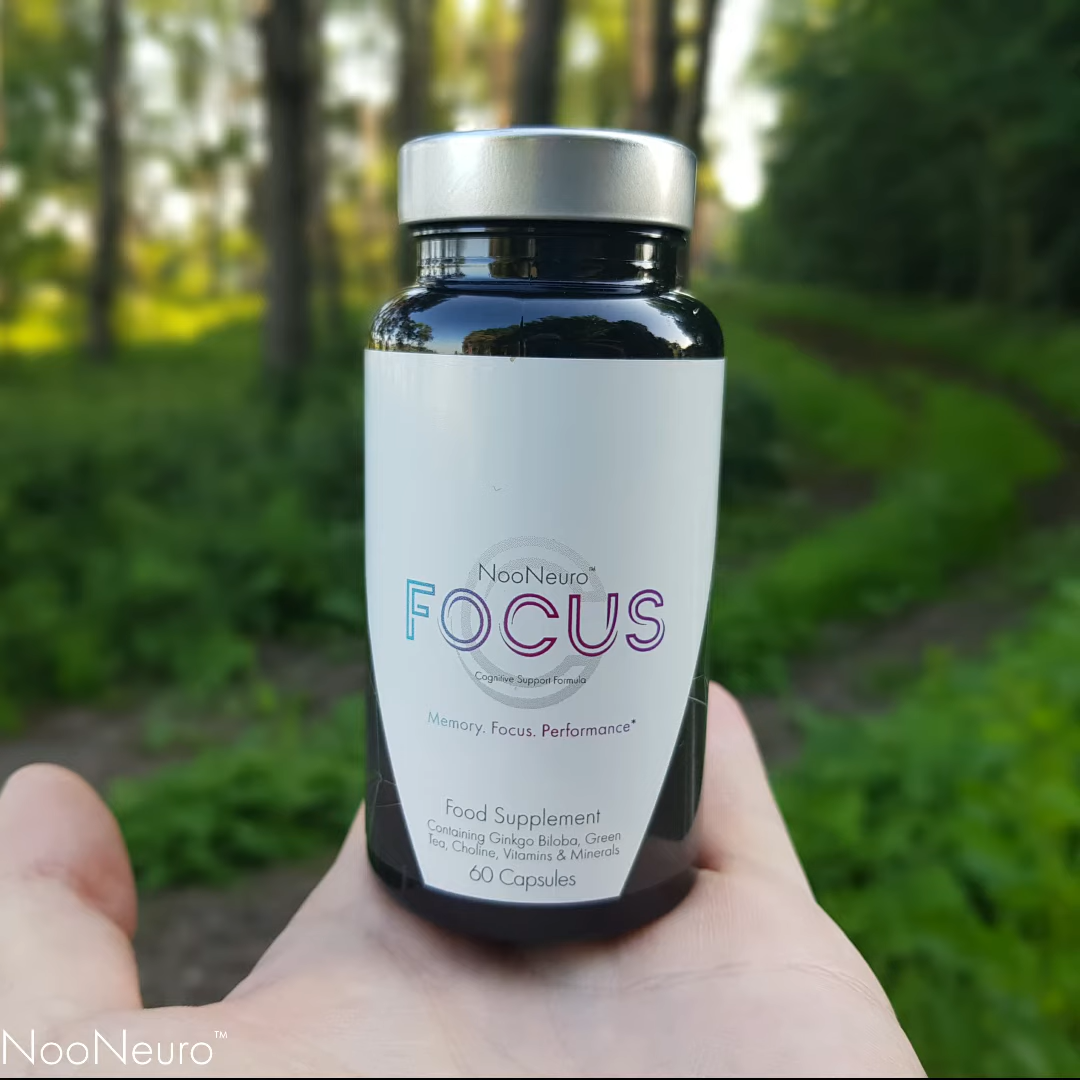 NooNeuro™
FOCUS
Cognitive Support Formula
Memory. Focus. Performance*
Food Supplement
Containing Ginkgo Biloba, Green
Tea, Choline, Vitamins & Minerals
60 Capsules
NooNeuro™